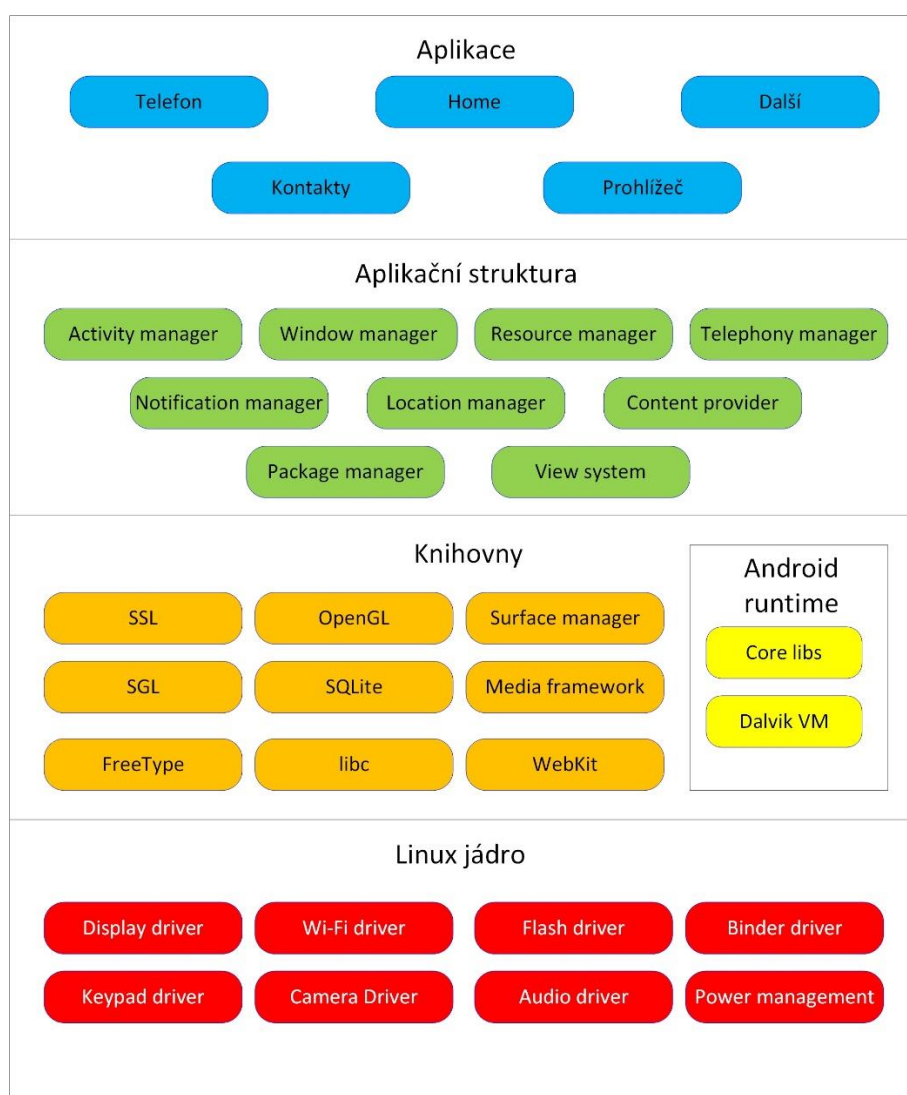 Aplikace
Telefon
Home
Další
Kontakty
Prohlížeč
Aplikační struktura
Activity manager
Window manager
Resource manager
Telephony manager
Notification manager
Location manager
Content provider
Package manager
View system
Knihovny
SSL
OpenGL
Surface manager
SGL
SQLite
Media framework
FreeType
libc
WebKit
Android
runtime
Core libs
Dalvik VM
Linux jádro
Display driver
Wi-Fi driver
Flash driver
Binder driver
Keypad driver
Camera Driver
Audio driver
Power management